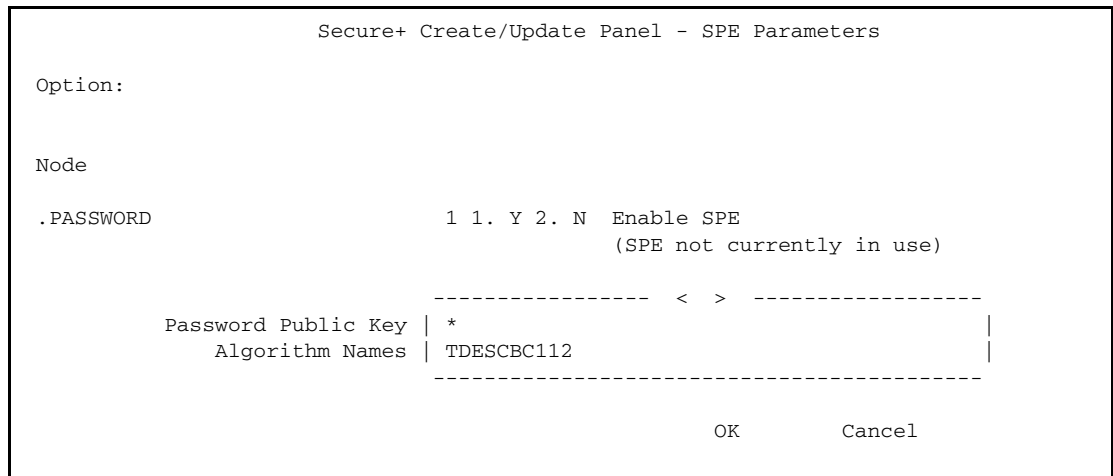 Secure+ Create/Update Panel - SPE Parameters
Option:
Node
.PASSWORD 1 1. Y 2. N Enable SPE
(SPE not currently in use)
----------------- < > ------------------
Password Public Key | * |
Algorithm Names | TDESCBC112 |
-------------------------------------------
OK Cancel